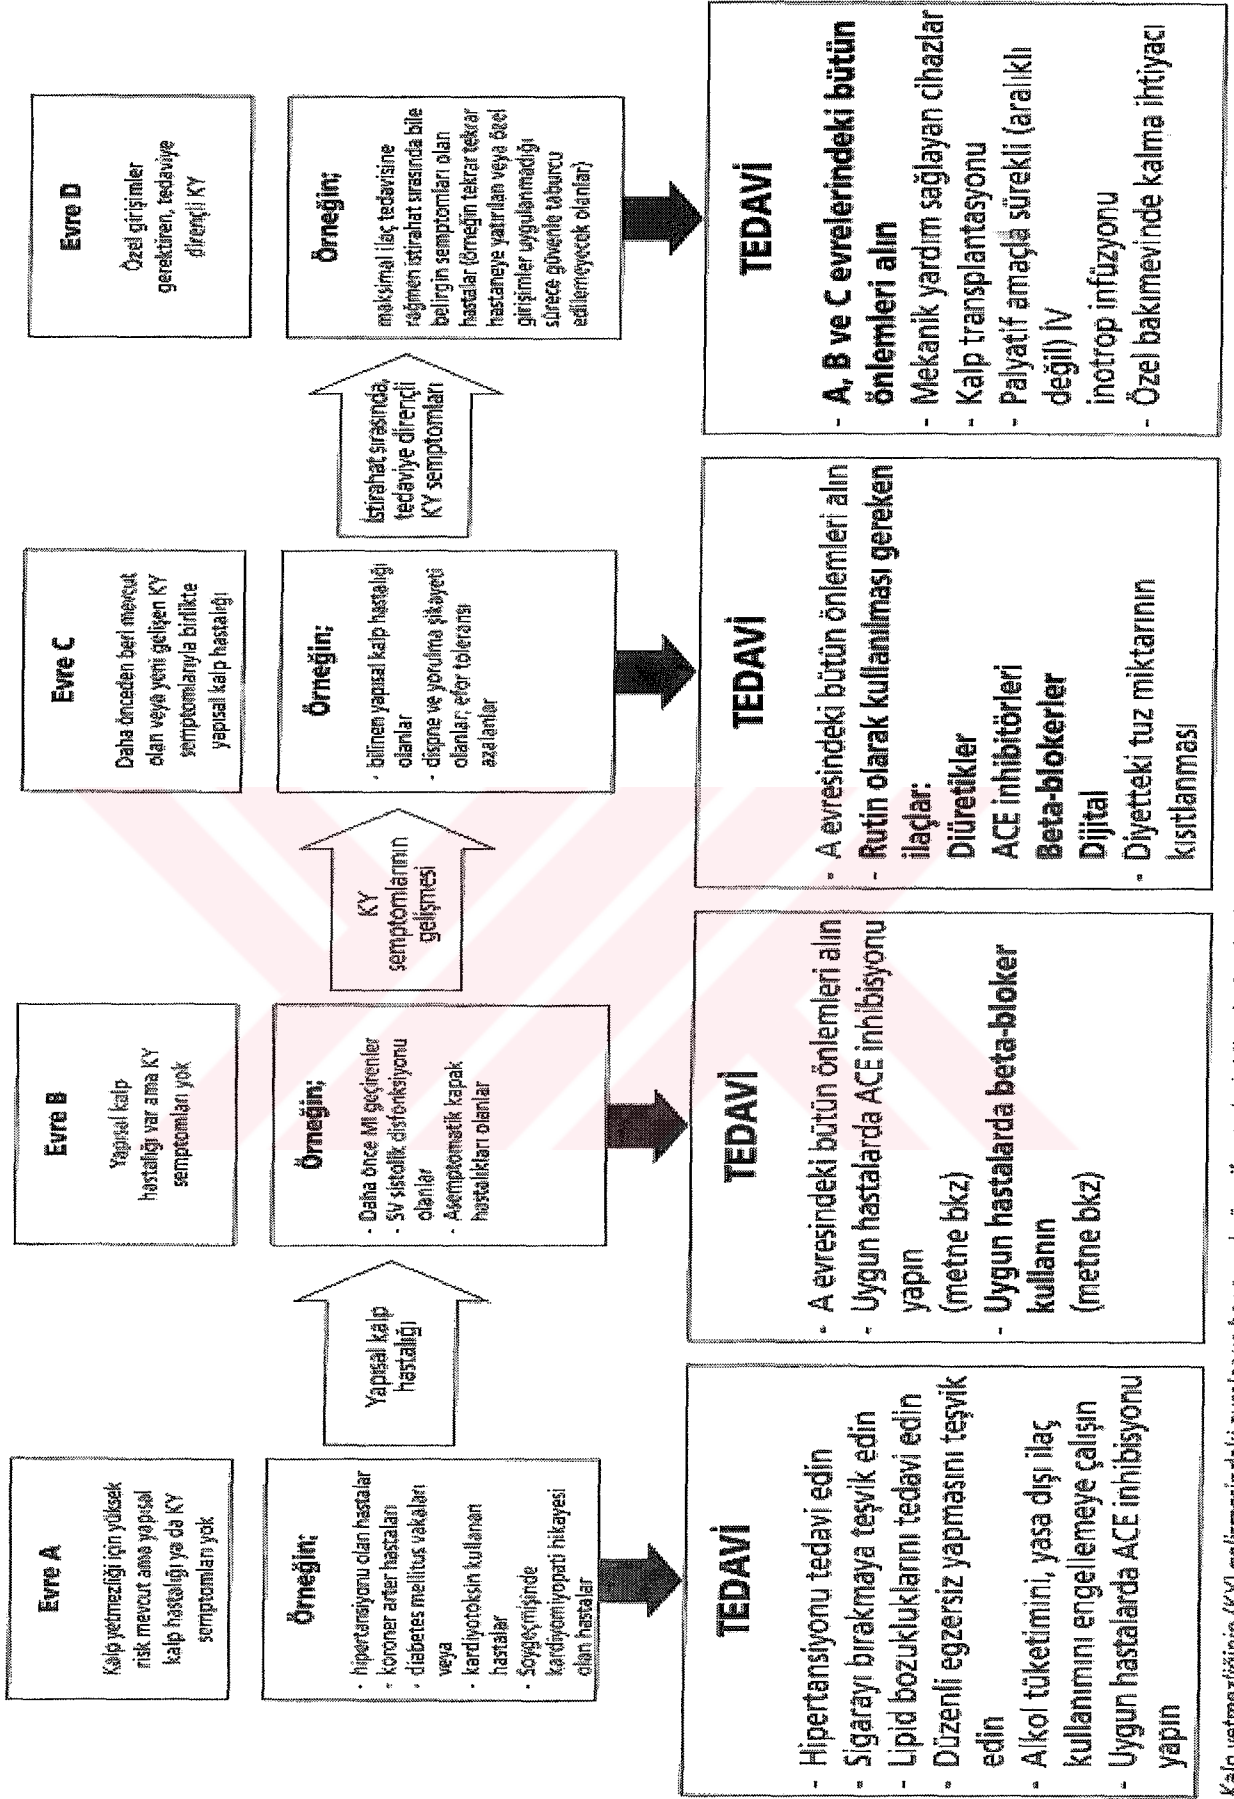 Evre A
Kalp yetmezliği için yüksek
risk mevcut ama yapısal
kalp hastalığı ya da KY
semptomları yok
Örneğin;
- hipertansiyonu olan hastalar
- koroner arter hastaları
- diabetes mellitus vakaları
veya
- kardiyotoksin kullanan
hastalar
- Soygeçmişinde
kardiyomiyopati hikayesi
olan hastalar
TEDAVİ
- Hipertansiyonu tedavi edin
- Sigarayı bırakmaya teşvik edin
- Lipid bozukluklarını tedavi edin
- Düzenli egzersiz yapmasını teşvik
edin
- Alkol tüketimini, yasa dışı ilaç
kullanımını engellemeye çalışın
- Uygun hastalarda ACE inhibisyonu
yapın
Yapısal kalp
hastalığı
Evre B
Yapısal kalp
hastalığı var ama KY
semptomları yok
Örneğin;
- Daha önce MI geçirenler
- SV sistolik disfonksiyonu
olanlar
- Asemptomatik kapak
hastalıkları olanlar
TEDAVİ
- A evresindeki bütün önlemleri alın
- Uygun hastalarda ACE inhibisyonu
yapın
(metne bkz)
- Uygun hastalarda beta-bloker
kullanın
(metne bkz)
KY
semptomlarının
gelişmesi
Evre C
Daha önceden beri mevcut
olan veya yeni gelişen KY
semptomlarıyla birlikte
yapısal kalp hastalığı
Örneğin;
- bilinen yapısal kalp hastalığı
olanlar
- dispne ve yorulma şikayeti
olanlar; efor toleransı
azalanlar
TEDAVİ
- A evresindeki bütün önlemleri alın
- Rutin olarak kullanılması gereken
ilaçlar:
Diüretikler
ACE inhibitörleri
Beta-blokerler
Dijital
- Diyetteki tuz miktarının
kısıtlanması
İstirahat sırasında,
tedaviye dirençli
KY semptomları
Evre D
Özel girişimler
gerektiren, tedaviye
dirençli KY
Örneğin;
maksimal ilaç tedavisine
rağmen istirahat sırasında bile
belirgin semptomları olan
hastalar (örneğin tekrar tekrar
hastaneye yatırılan veya özel
girişimler uygulanmadığı
sürece güvenle taburcu
edilemeyecek olanlar)
TEDAVİ
- A, B ve C evrelerindeki bütün
önlemleri alın
- Mekanik yardım sağlayan cihazlar
- Kalp transplantasyonu
- Palyatif amaçla sürekli (aralıklı
değil) İV
inotrop infüzyonu
- Özel bakımevinde kalma ihtiyacı
Kalp yetmezliğinin (KY)